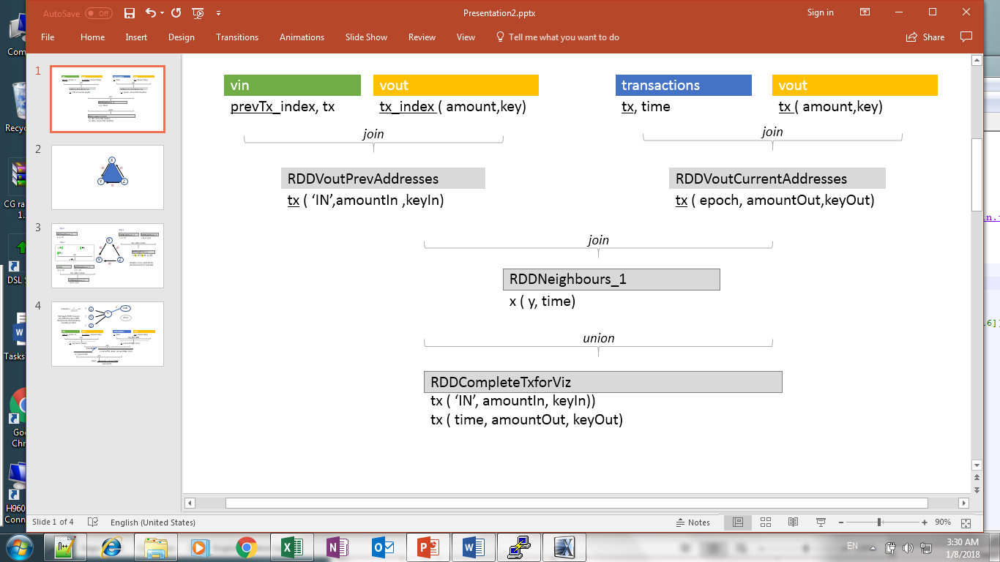 AutoSave Off
Presentation2.pptx
Sign in
File Home Insert Design Transitions Animations Slide Show Review View Tell me what you want to do Share
1
2
3
4
vin vout transactions vout
prevTx_index, tx tx_index ( amount,key) tx, time tx ( amount,key)
join join
RDDVoutPrevAddresses RDDVoutCurrentAddresses
tx ( ‘IN’,amountIn ,keyIn) tx ( epoch, amountOut,keyOut)
join
RDDNeighbours_1
x ( y, time)
union
RDDCompleteTxforViz
tx ( ‘IN’, amountIn, keyIn))
tx ( time, amountOut, keyOut)
Com
Recyc
CG ra
1.
DSL S
Tasks
Goo
Chr
H960
Conn
X
Y Z
X
Y Z
in.
6]]
Slide 1 of 4 English (United States) Notes 90%
EN
3:30 AM
1/8/2018